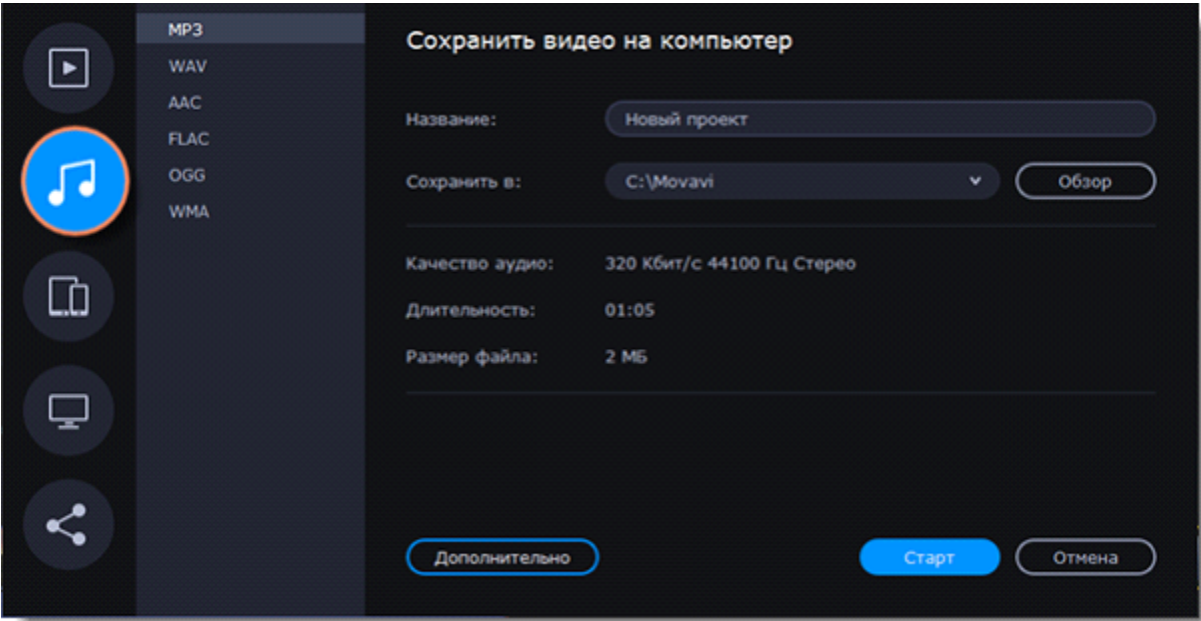 MP3
WAV
AAC
FLAC
OGG
WMA
Сохранить видео на компьютер
Название: Новый проект
Сохранить в: C:\Movavi Обзор
Качество аудио: 320 Кбит/с 44100 Гц Стерео
Длительность: 01:05
Размер файла: 2 МБ
Дополнительно Старт Отмена